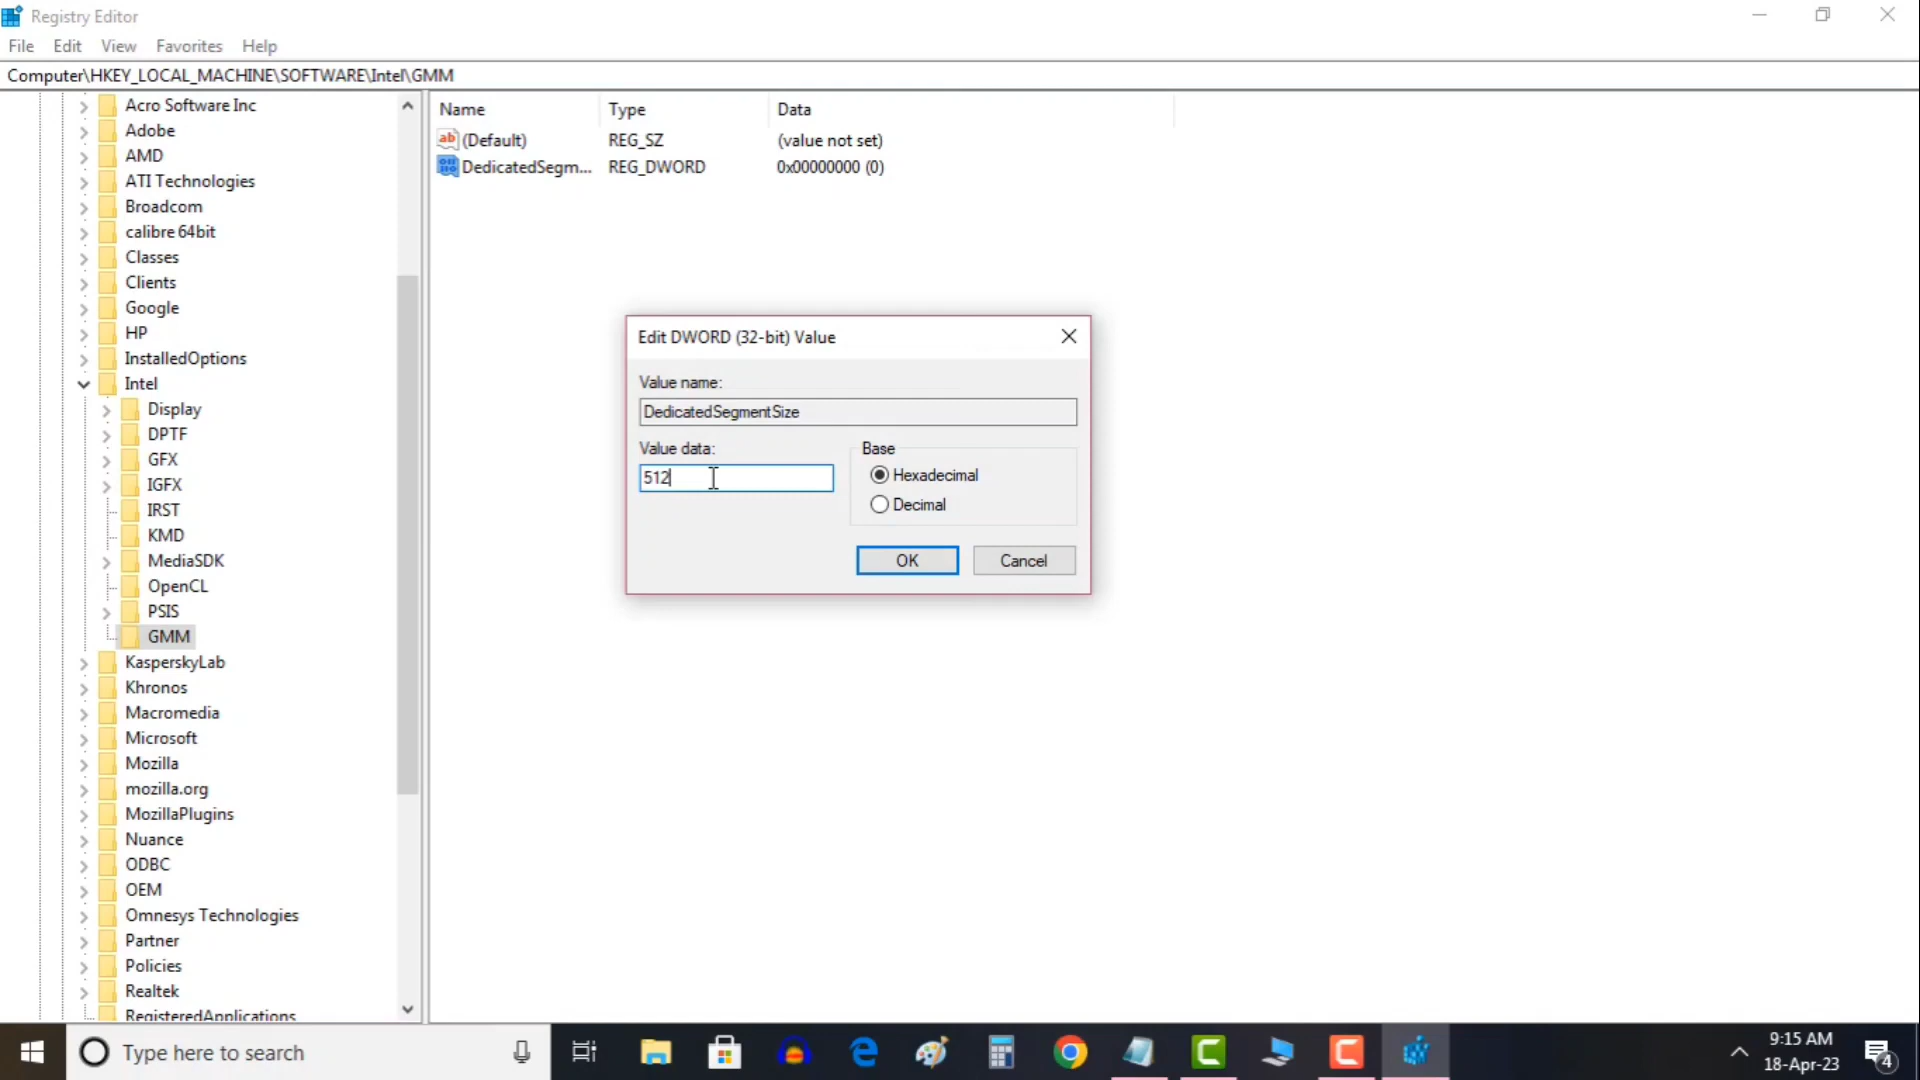 Registry Editor
File Edit View Favorites Help
Computer\HKEY_LOCAL_MACHINE\SOFTWARE\Intel\GMM
Acro Software Inc
Adobe
AMD
ATI Technologies
Broadcom
calibre 64bit
Classes
Clients
Google
HP
InstalledOptions
Intel
Display
DPTF
GFX
IGFX
IRST
KMD
MediaSDK
OpenCL
PSIS
GMM
KasperskyLab
Khronos
Macromedia
Microsoft
Mozilla
mozilla.org
MozillaPlugins
Nuance
ODBC
OEM
Omnesys Technologies
Partner
Policies
Realtek
RegisteredApplications
Name Type Data
(Default) REG_SZ (value not set)
DedicatedSegm... REG_DWORD 0x00000000 (0)
Edit DWORD (32-bit) Value
Value name:
DedicatedSegmentSize
Value data: Base
512 Hexadecimal
Decimal
OK Cancel
Type here to search
9:15 AM
18-Apr-23
4